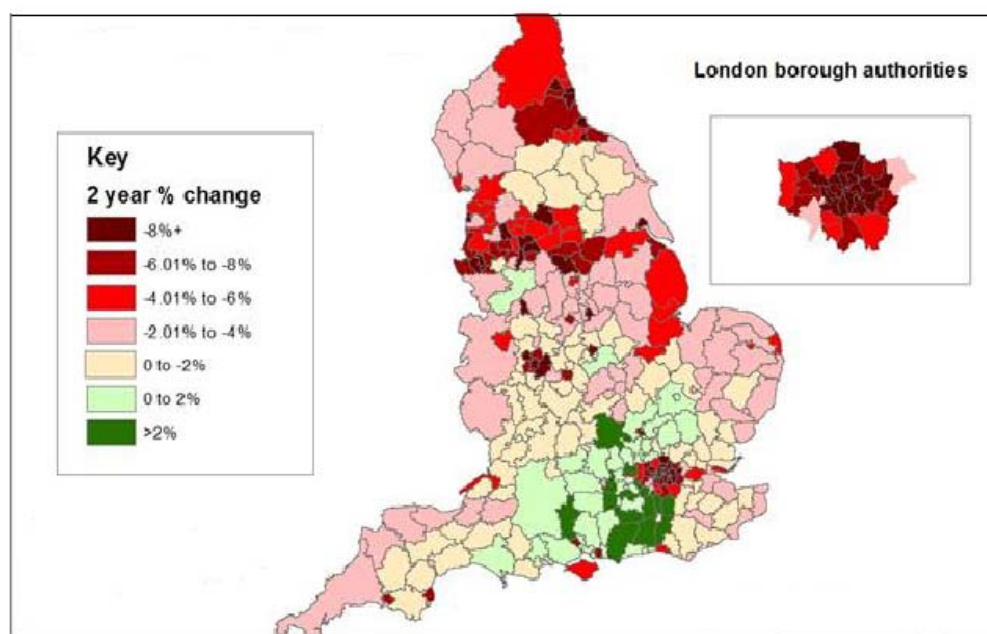 London borough authorities
Key
2 year % change
-8%+
-6.01% to -8%
-4.01% to -6%
-2.01% to -4%
0 to -2%
0 to 2%
>2%